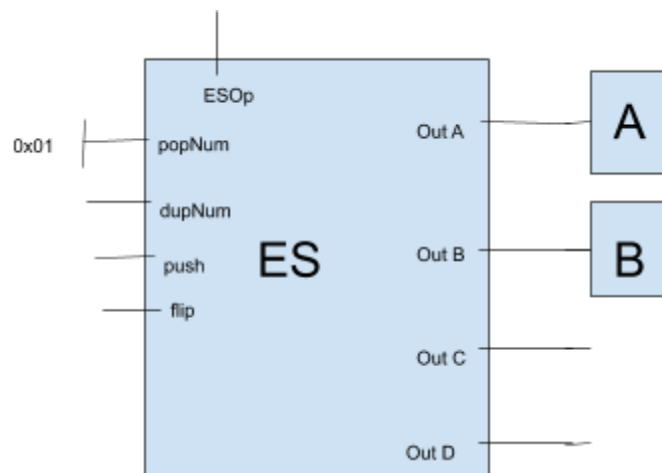 ESOp
0x01
popNum
Out A
A
dupNum
push
ES
Out B
B
flip
Out C
Out D